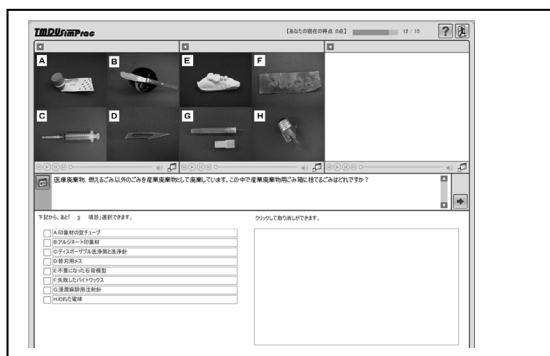 TMDUSimPrac
【あなたの現在の得点 0点】
12 / 15
?
A
B
E
F
C
D
G
H
医療廃棄物、燃えるごみ以外のごみを産業廃棄物として廃棄しています。この中で産業廃棄物用ごみ箱に捨てるごみはどれですか？
下記から、あと「 3 項目」選択できます。
クリックして取り消しができます。
A:印象材の空チューブ
B:アルジネート印象材
C:ディスポーザブル洗浄筒と洗浄針
D:替刃用メス
E:不要になった石膏模型
F:失敗したバイトワックス
G:浸潤麻酔用注射針
H:われた電球